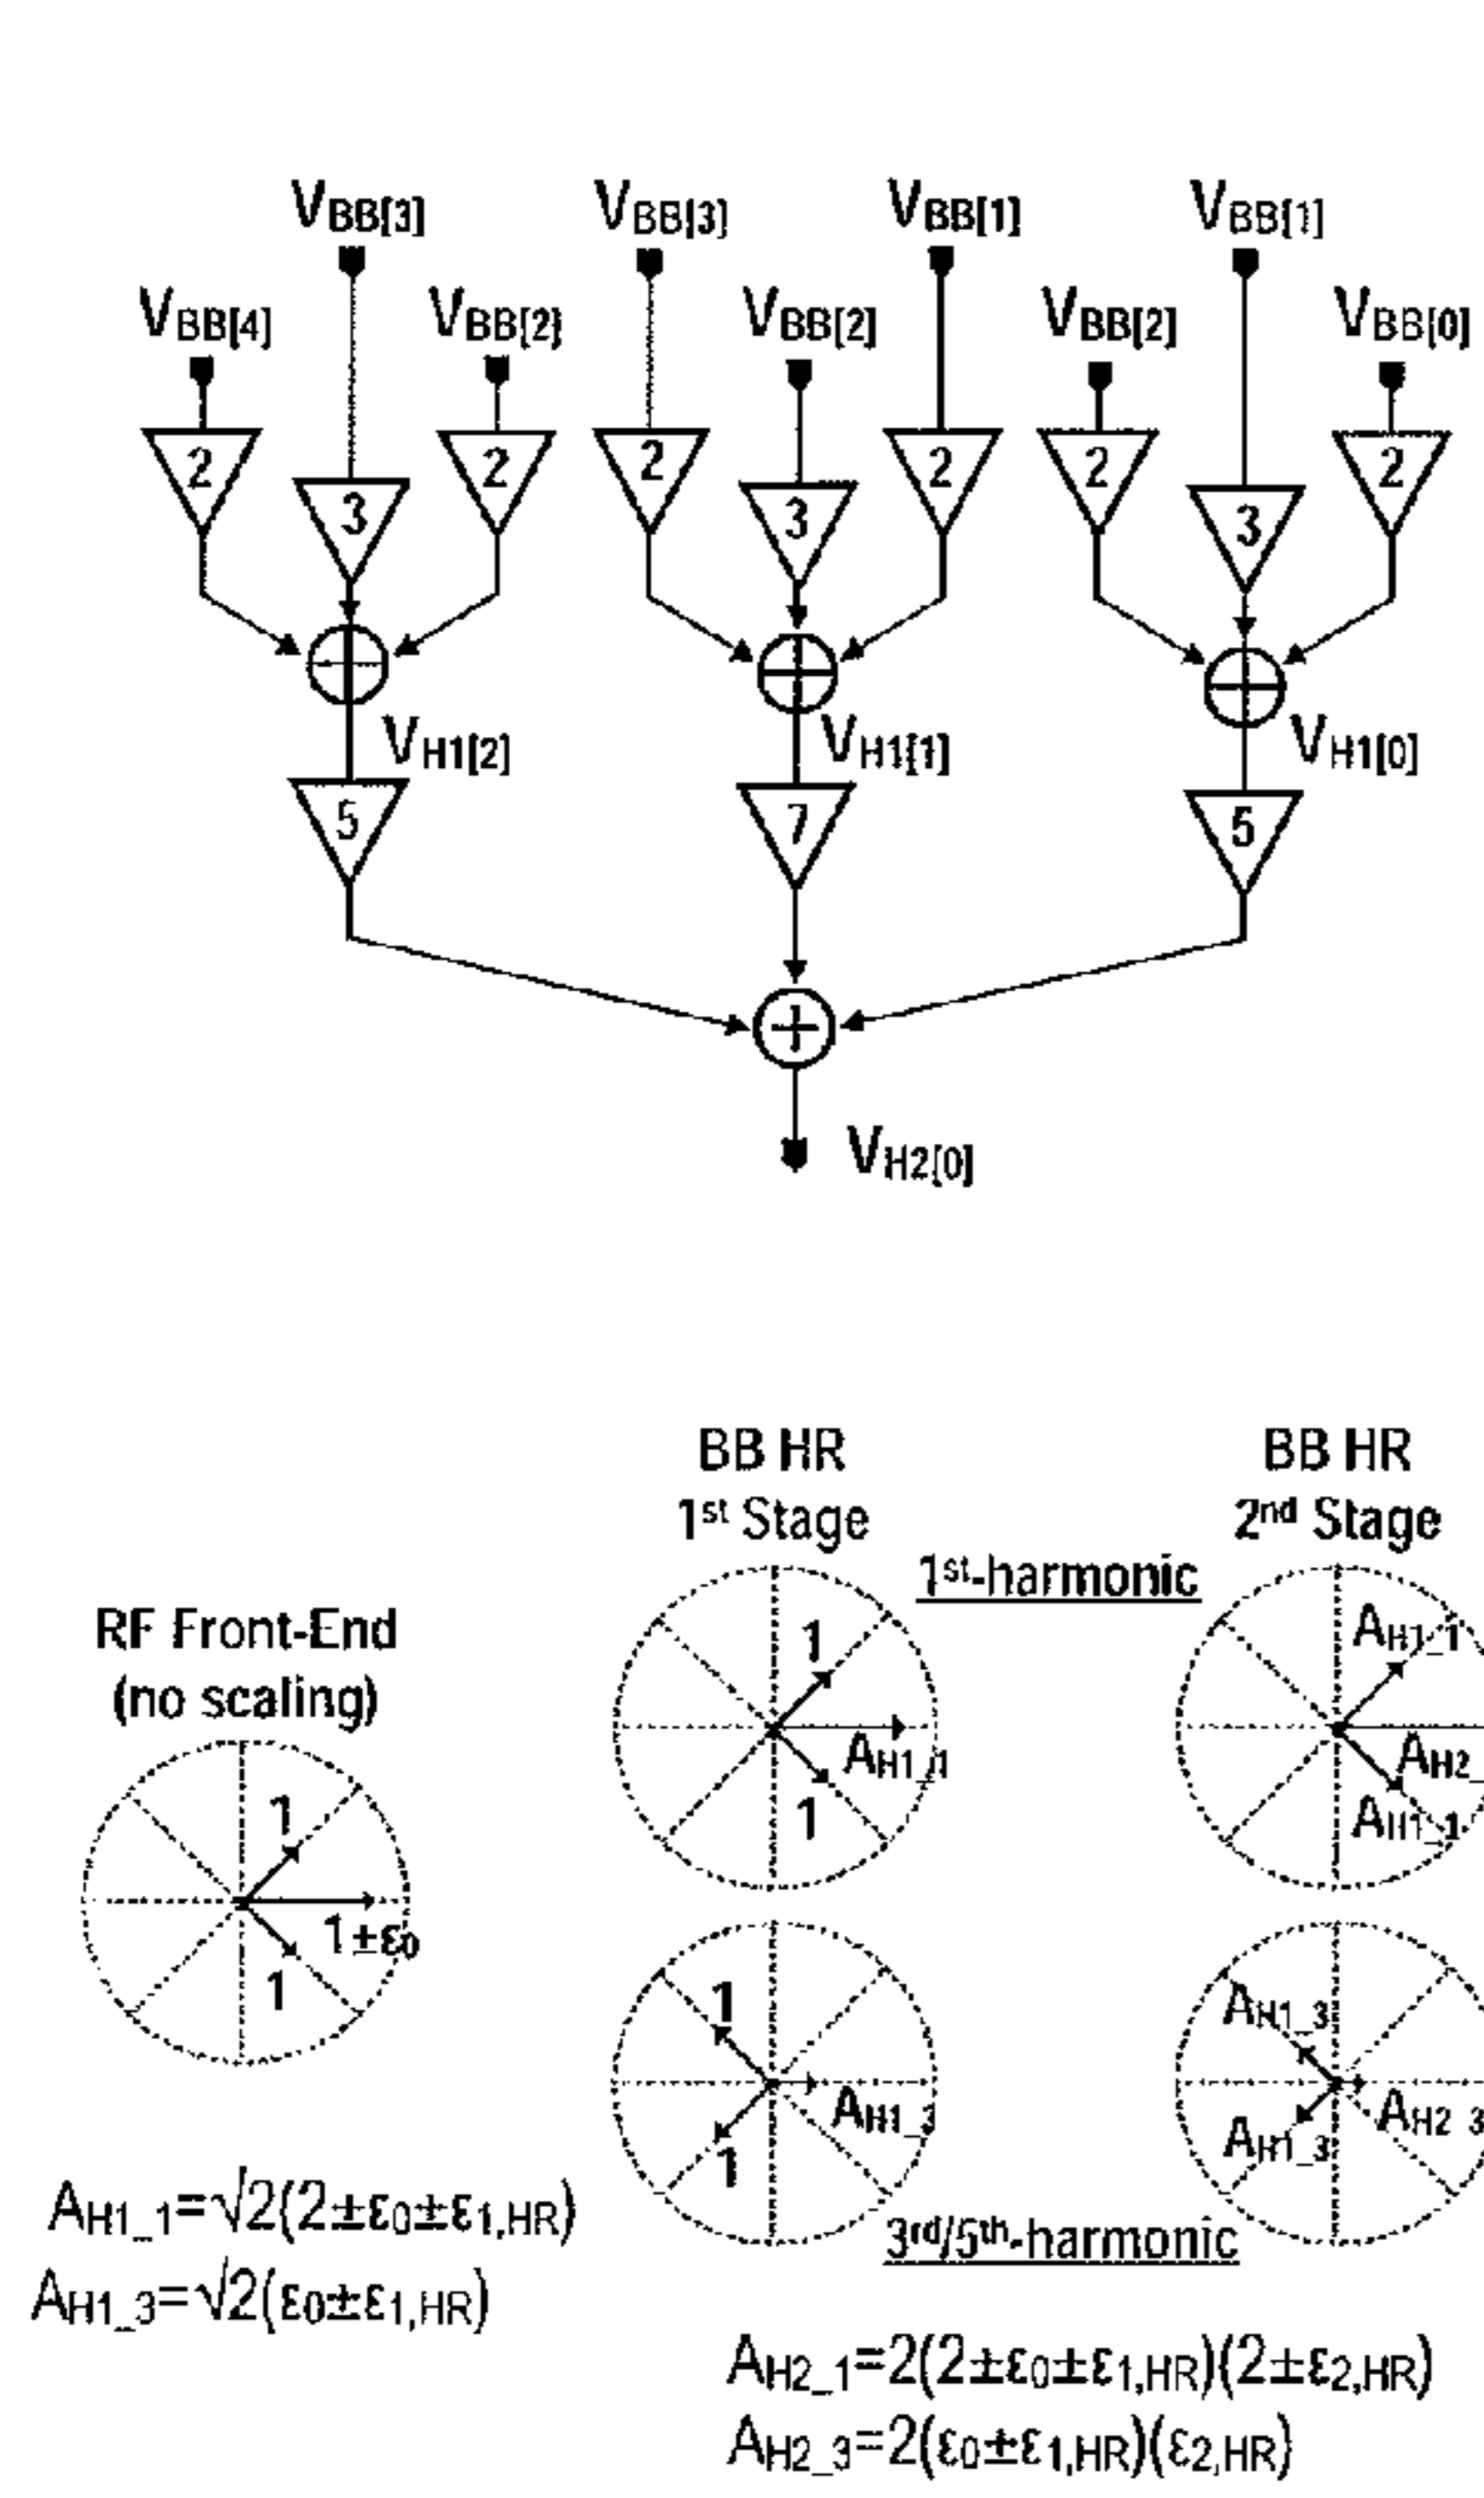 VBB[3] VBB[3] VBB[1] VBB[1]
VBB[4] VBB[2] VBB[2] VBB[2] VBB[0]
2 2 2 2 2 2
3 3 3
VH1[2] VH1[1] VH1[0]
5 7 5
VH2[0]
BB HR
1st Stage
BB HR
2nd Stage
1st-harmonic
RF Front-End
(no scaling)
1
1±ε0
1
1
AH1_1
1
AH1_1
AH2_
AH1_1
1
AH1_3
1
AH1_3
AH2_3
AH1_3
3rd/5th-harmonic
AH1_1=√2(2±ε0±ε1,HR)
AH1_3=√2(ε0±ε1,HR)
AH2_1=2(2±ε0±ε1,HR)(2±ε2,HR)
AH2_3=2(ε0±ε1,HR)(ε2,HR)